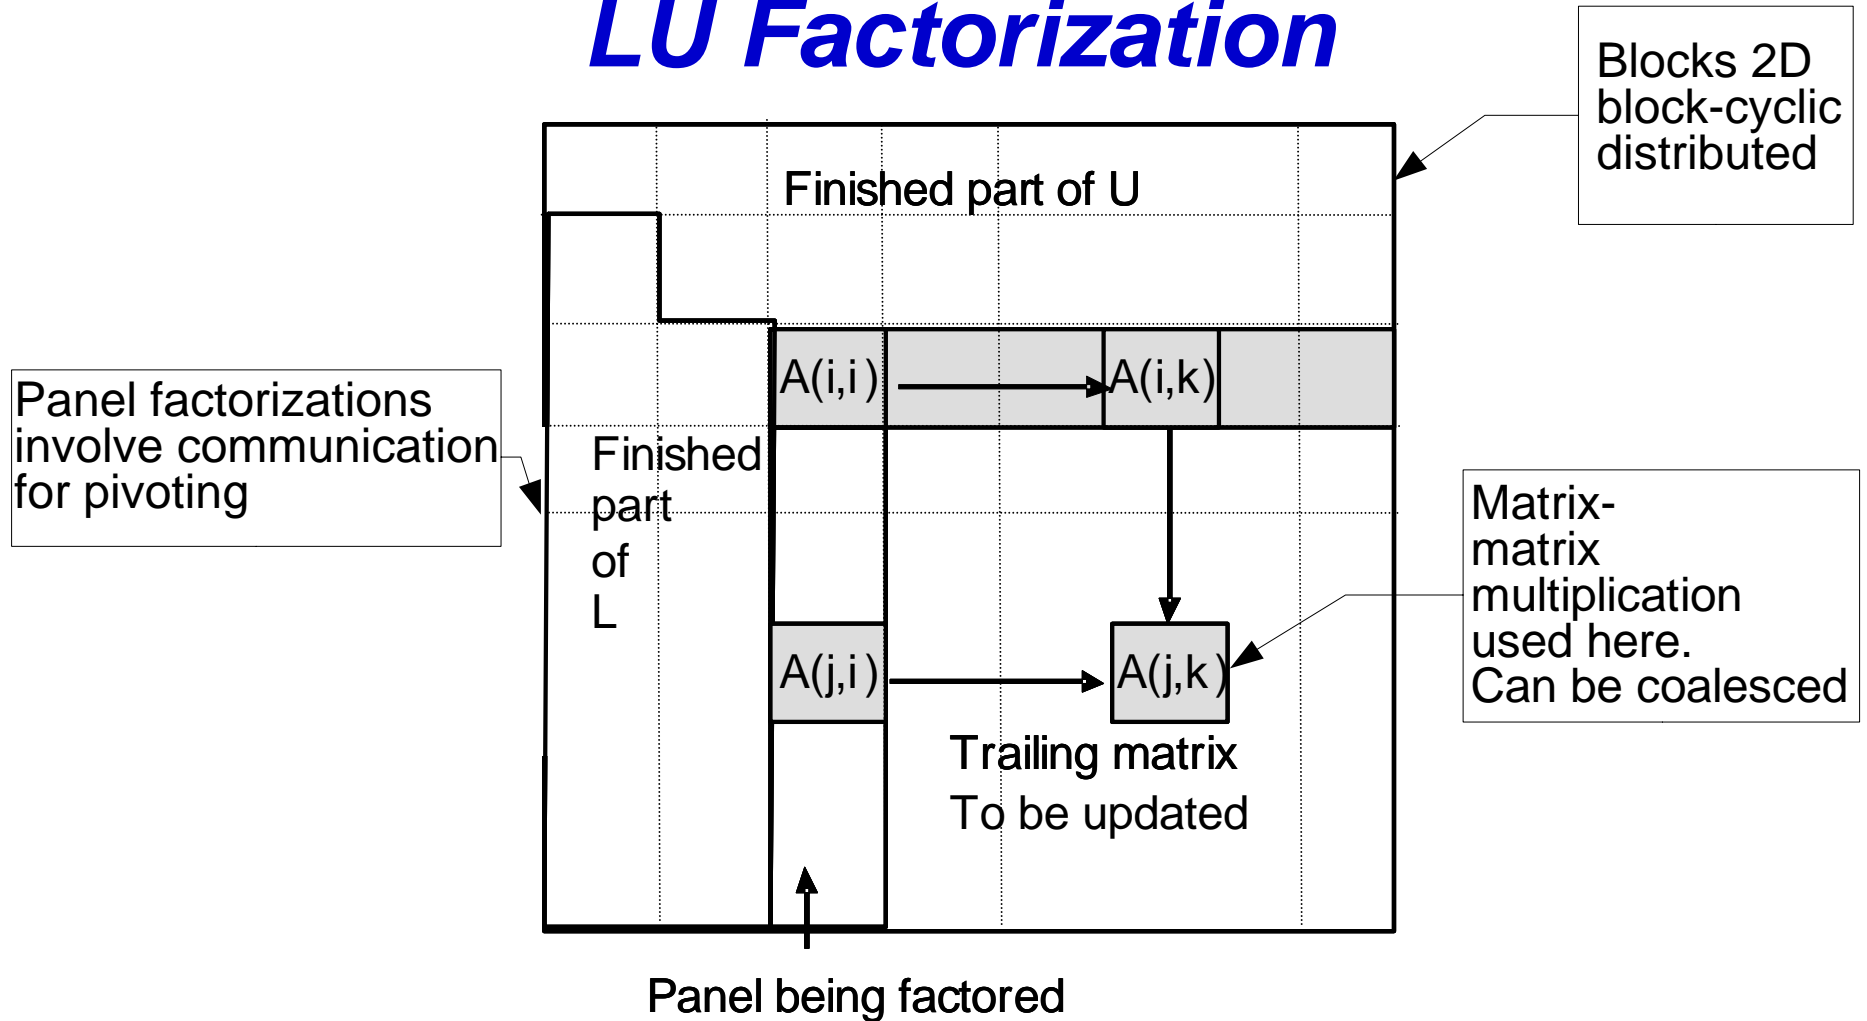 LU Factorization
Blocks 2D
block-cyclic
distributed
Finished part of U
A(i,i)
A(i,k)
Panel factorizations
involve communication
for pivoting
Finished
part
of
L
Matrix-
matrix
multiplication
used here.
Can be coalesced
A(j,i)
A(j,k)
Trailing matrix
To be updated
Panel being factored